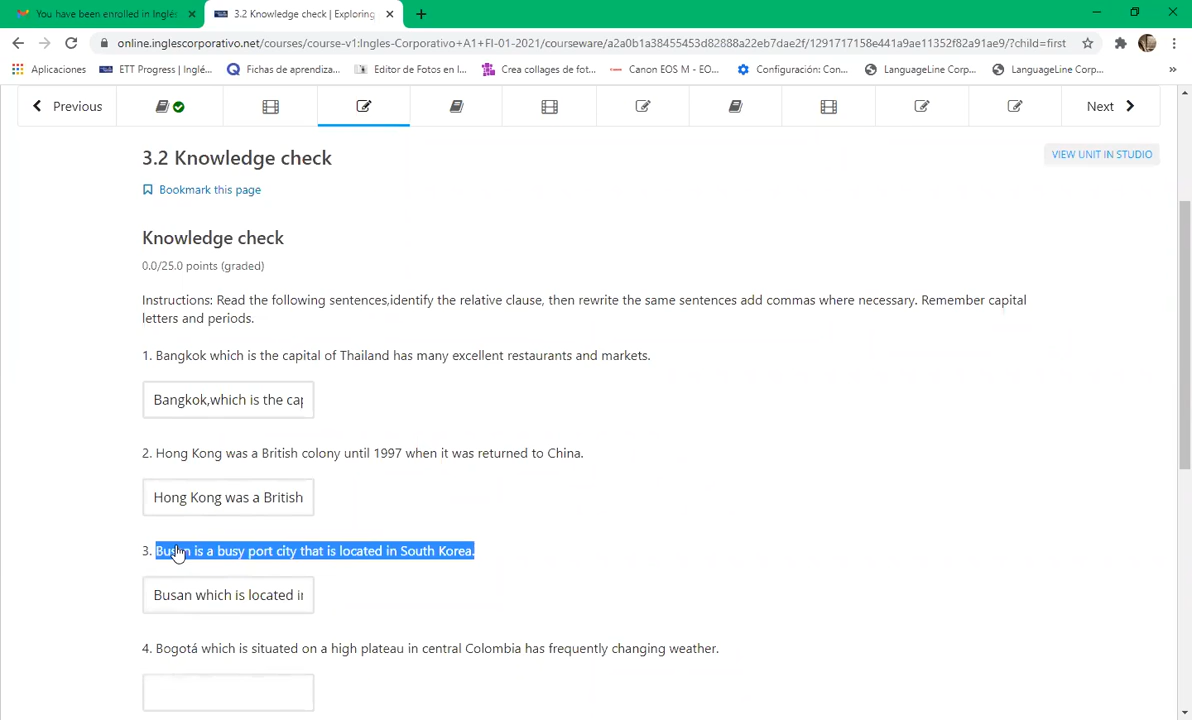 You have been enrolled in Inglés
3.2 Knowledge check | Exploring
online.inglescorporativo.net/courses/course-v1:Ingles-Corporativo+A1+FI-01-2021/courseware/a2a0b1a38455453d82888a22eb7dae2f/1291717158e441a9ae11352f82a91ae9/?child=first
Aplicaciones
ETT Progress | Inglé...
Fichas de aprendiza...
Editor de Fotos en l...
Crea collages de fot...
Canon EOS M - EO...
Configuración: Con...
LanguageLine Corp...
LanguageLine Corp...
»
Previous
Next
3.2 Knowledge check
VIEW UNIT IN STUDIO
Bookmark this page
Knowledge check
0.0/25.0 points (graded)
Instructions: Read the following sentences,identify the relative clause, then rewrite the same sentences add commas where necessary. Remember capital
letters and periods.
1. Bangkok which is the capital of Thailand has many excellent restaurants and markets.
Bangkok,which is the cap
2. Hong Kong was a British colony until 1997 when it was returned to China.
Hong Kong was a British
3. Busan is a busy port city that is located in South Korea.
Busan which is located in
4. Bogotá which is situated on a high plateau in central Colombia has frequently changing weather.